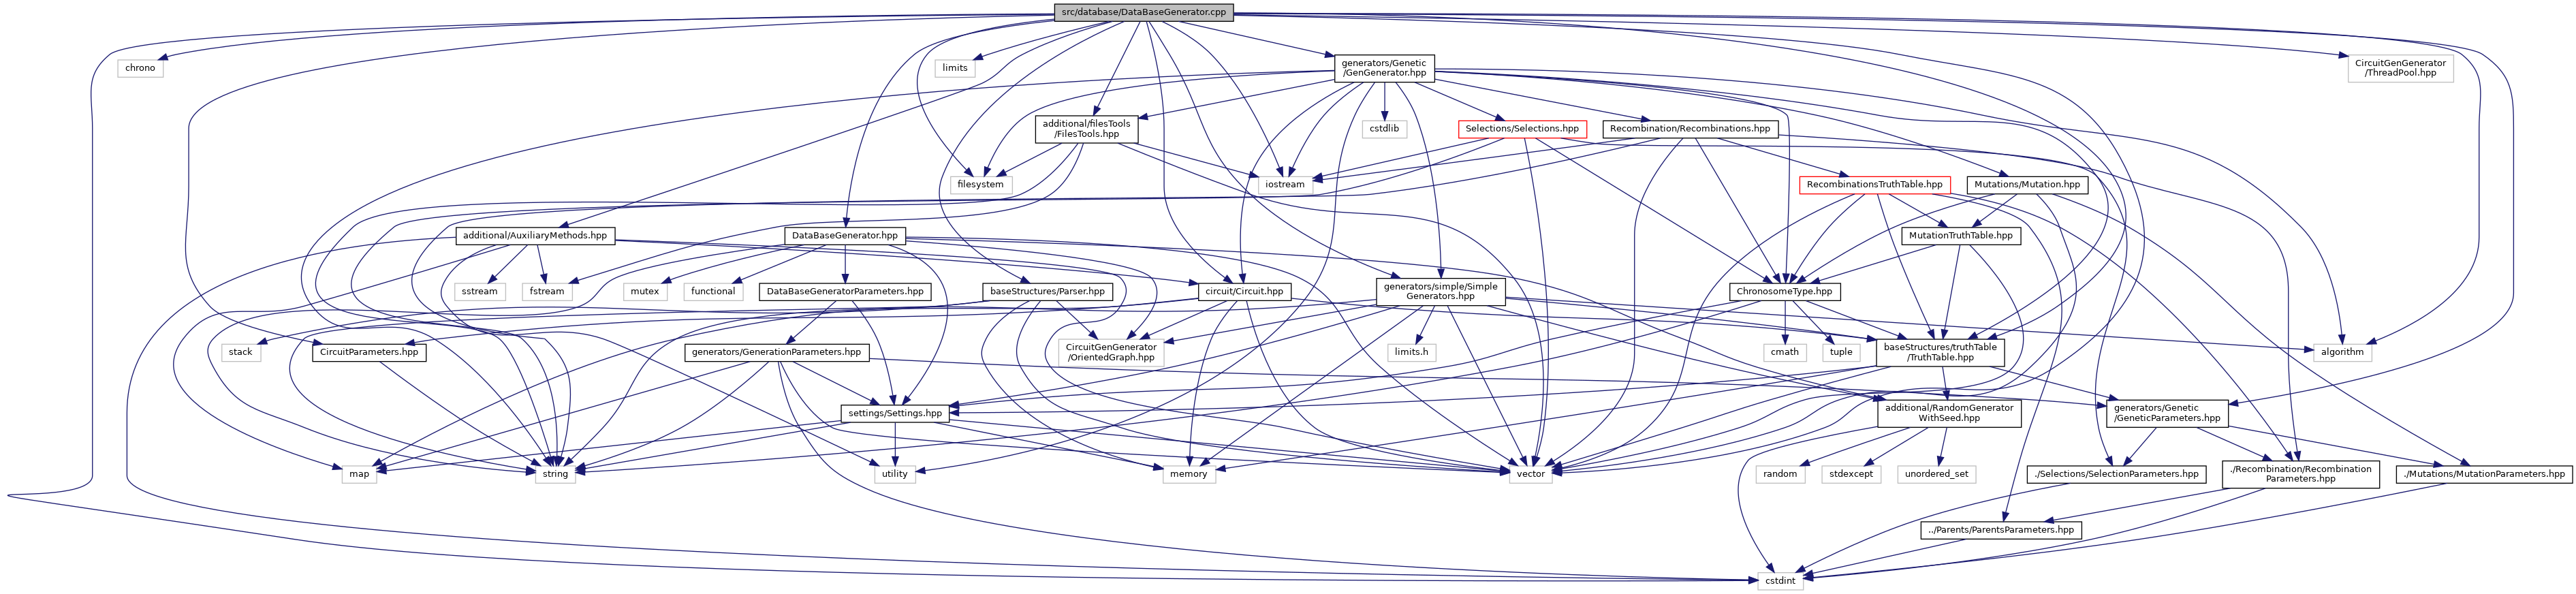 src/database/DataBaseGenerator.cpp
chrono
limits
generators/Genetic
/GenGenerator.hpp
CircuitGenGenerator
/ThreadPool.hpp
additional/filesTools
/FilesTools.hpp
cstdlib
Selections/Selections.hpp
Recombination/Recombinations.hpp
filesystem
iostream
RecombinationsTruthTable.hpp
Mutations/Mutation.hpp
additional/AuxiliaryMethods.hpp
DataBaseGenerator.hpp
MutationTruthTable.hpp
sstream
fstream
mutex
functional
DataBaseGeneratorParameters.hpp
baseStructures/Parser.hpp
circuit/Circuit.hpp
generators/simple/Simple
Generators.hpp
ChronosomeType.hpp
stack
CircuitParameters.hpp
generators/GenerationParameters.hpp
CircuitGenGenerator
/OrientedGraph.hpp
limits.h
cmath
tuple
baseStructures/truthTable
/TruthTable.hpp
algorithm
settings/Settings.hpp
additional/RandomGenerator
WithSeed.hpp
generators/Genetic
/GeneticParameters.hpp
map
string
utility
memory
vector
random
stdexcept
unordered_set
./Selections/SelectionParameters.hpp
./Recombination/Recombination
Parameters.hpp
./Mutations/MutationParameters.hpp
../Parents/ParentsParameters.hpp
cstdint